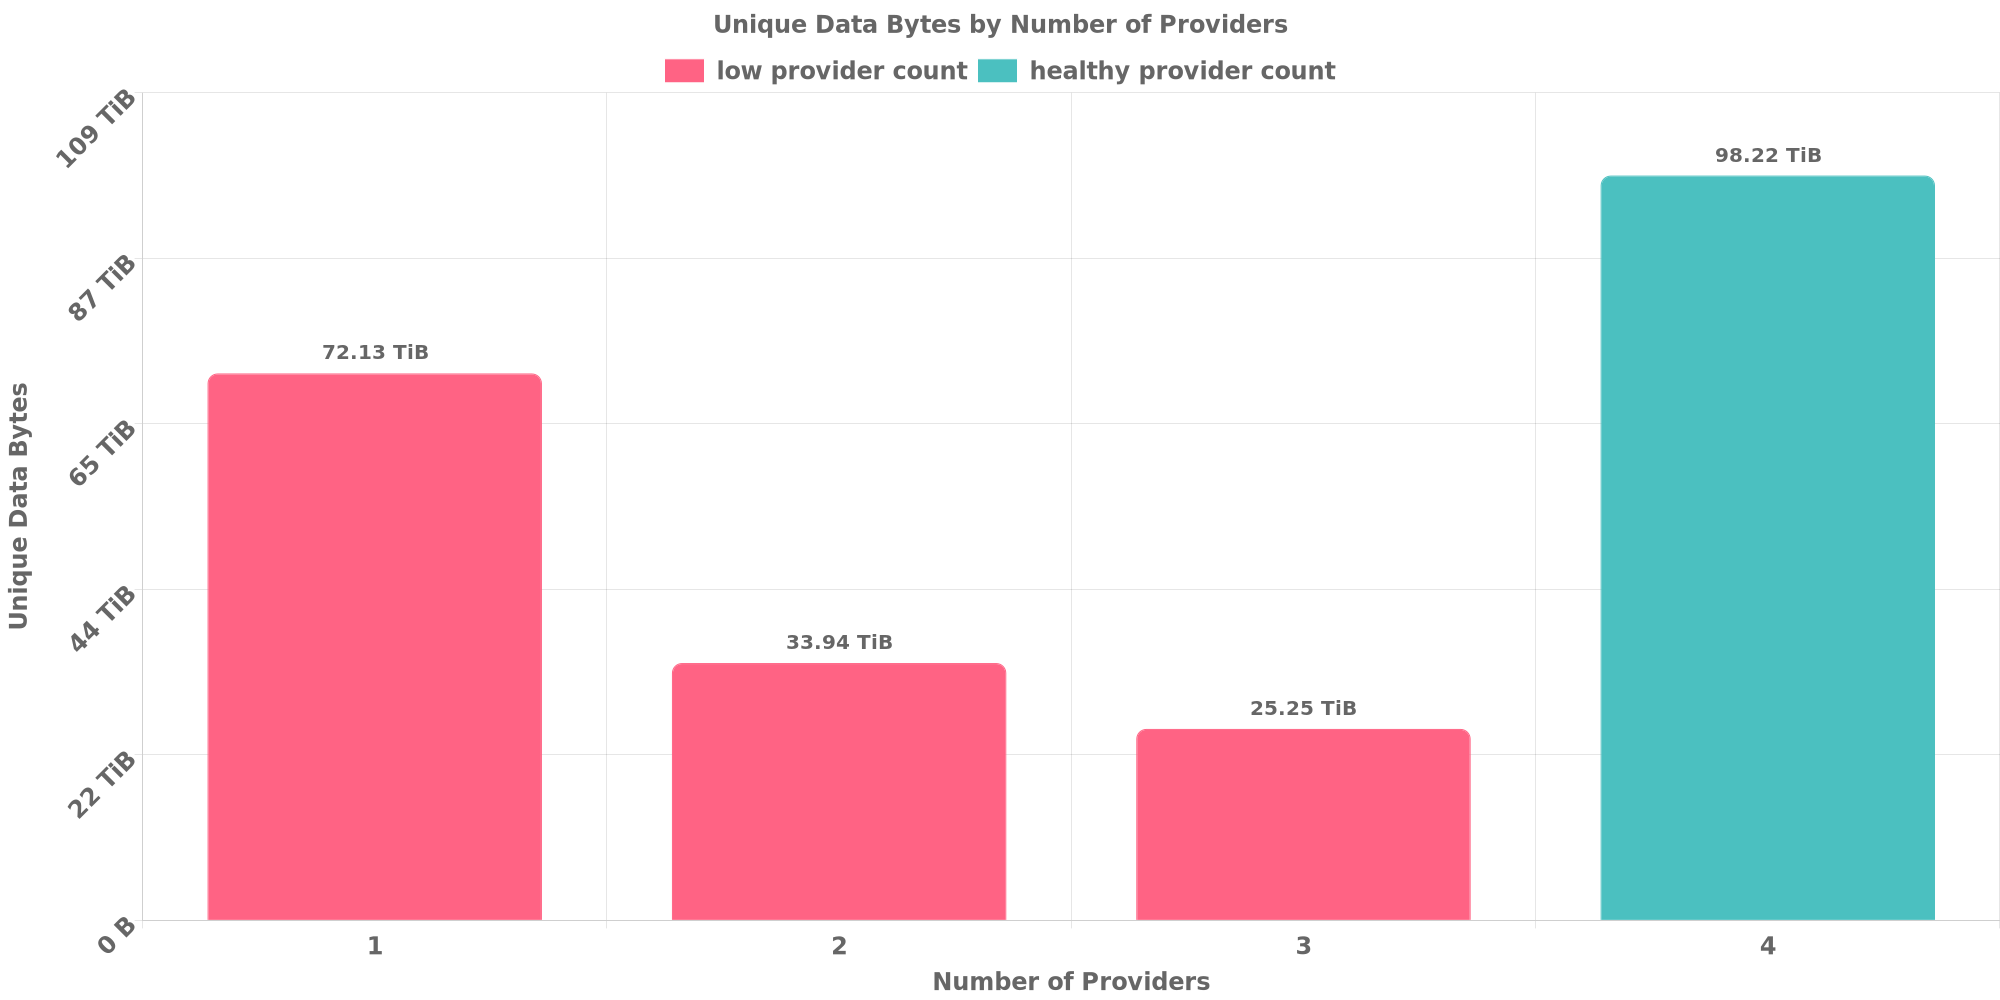 Unique Data Bytes by Number of Providers
low provider count healthy provider count
109 TiB
87 TiB
65 TiB
44 TiB
22 TiB
0 B
Unique Data Bytes
72.13 TiB
33.94 TiB
25.25 TiB
98.22 TiB
1 2 3 4
Number of Providers